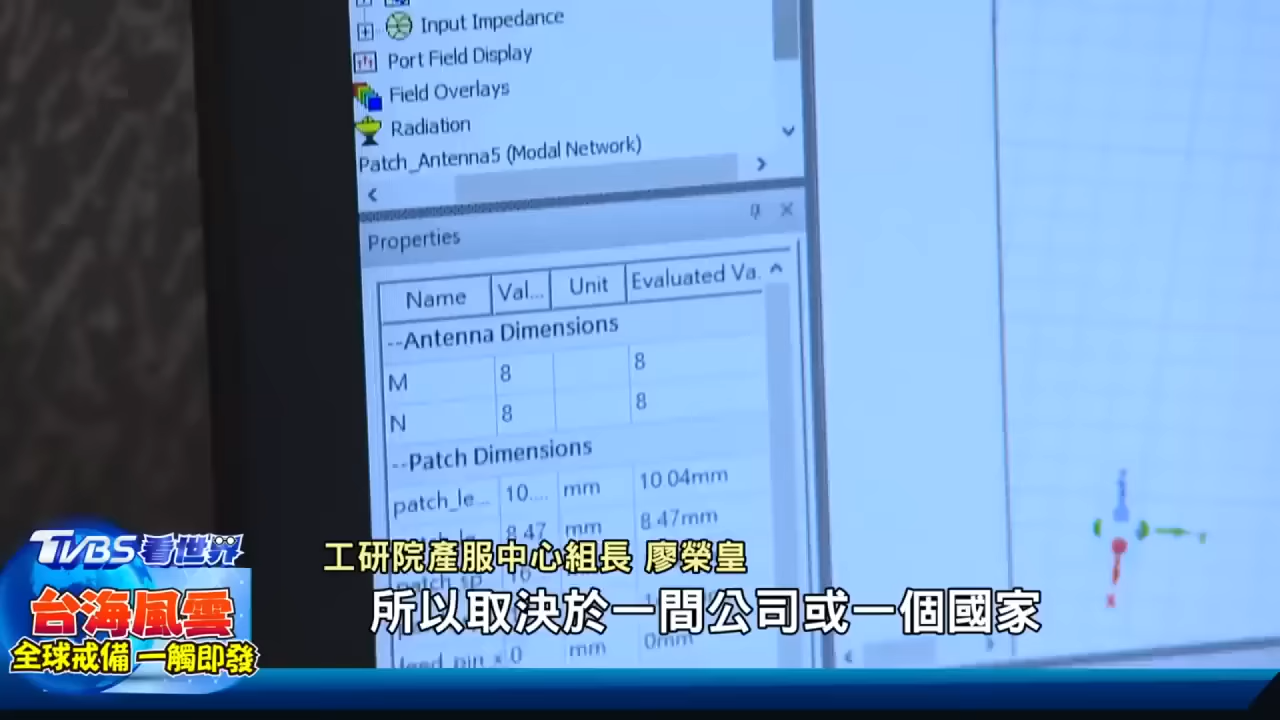 Input Impedance
Port Field Display
Field Overlays
Radiation
Patch_Antenna5 (Modal Network)
Properties
Name Val... Unit Evaluated Va.
--Antenna Dimensions
M 8 8
N 8 8
--Patch Dimensions
patch_le... 10.... mm 10 04mm
8.47 mm 8.47mm
0 mm 0mm
TVBS看世界
台海風雲
全球戒備 一觸即發
工研院產服中心組長 廖榮皇
所以取決於一間公司或一個國家